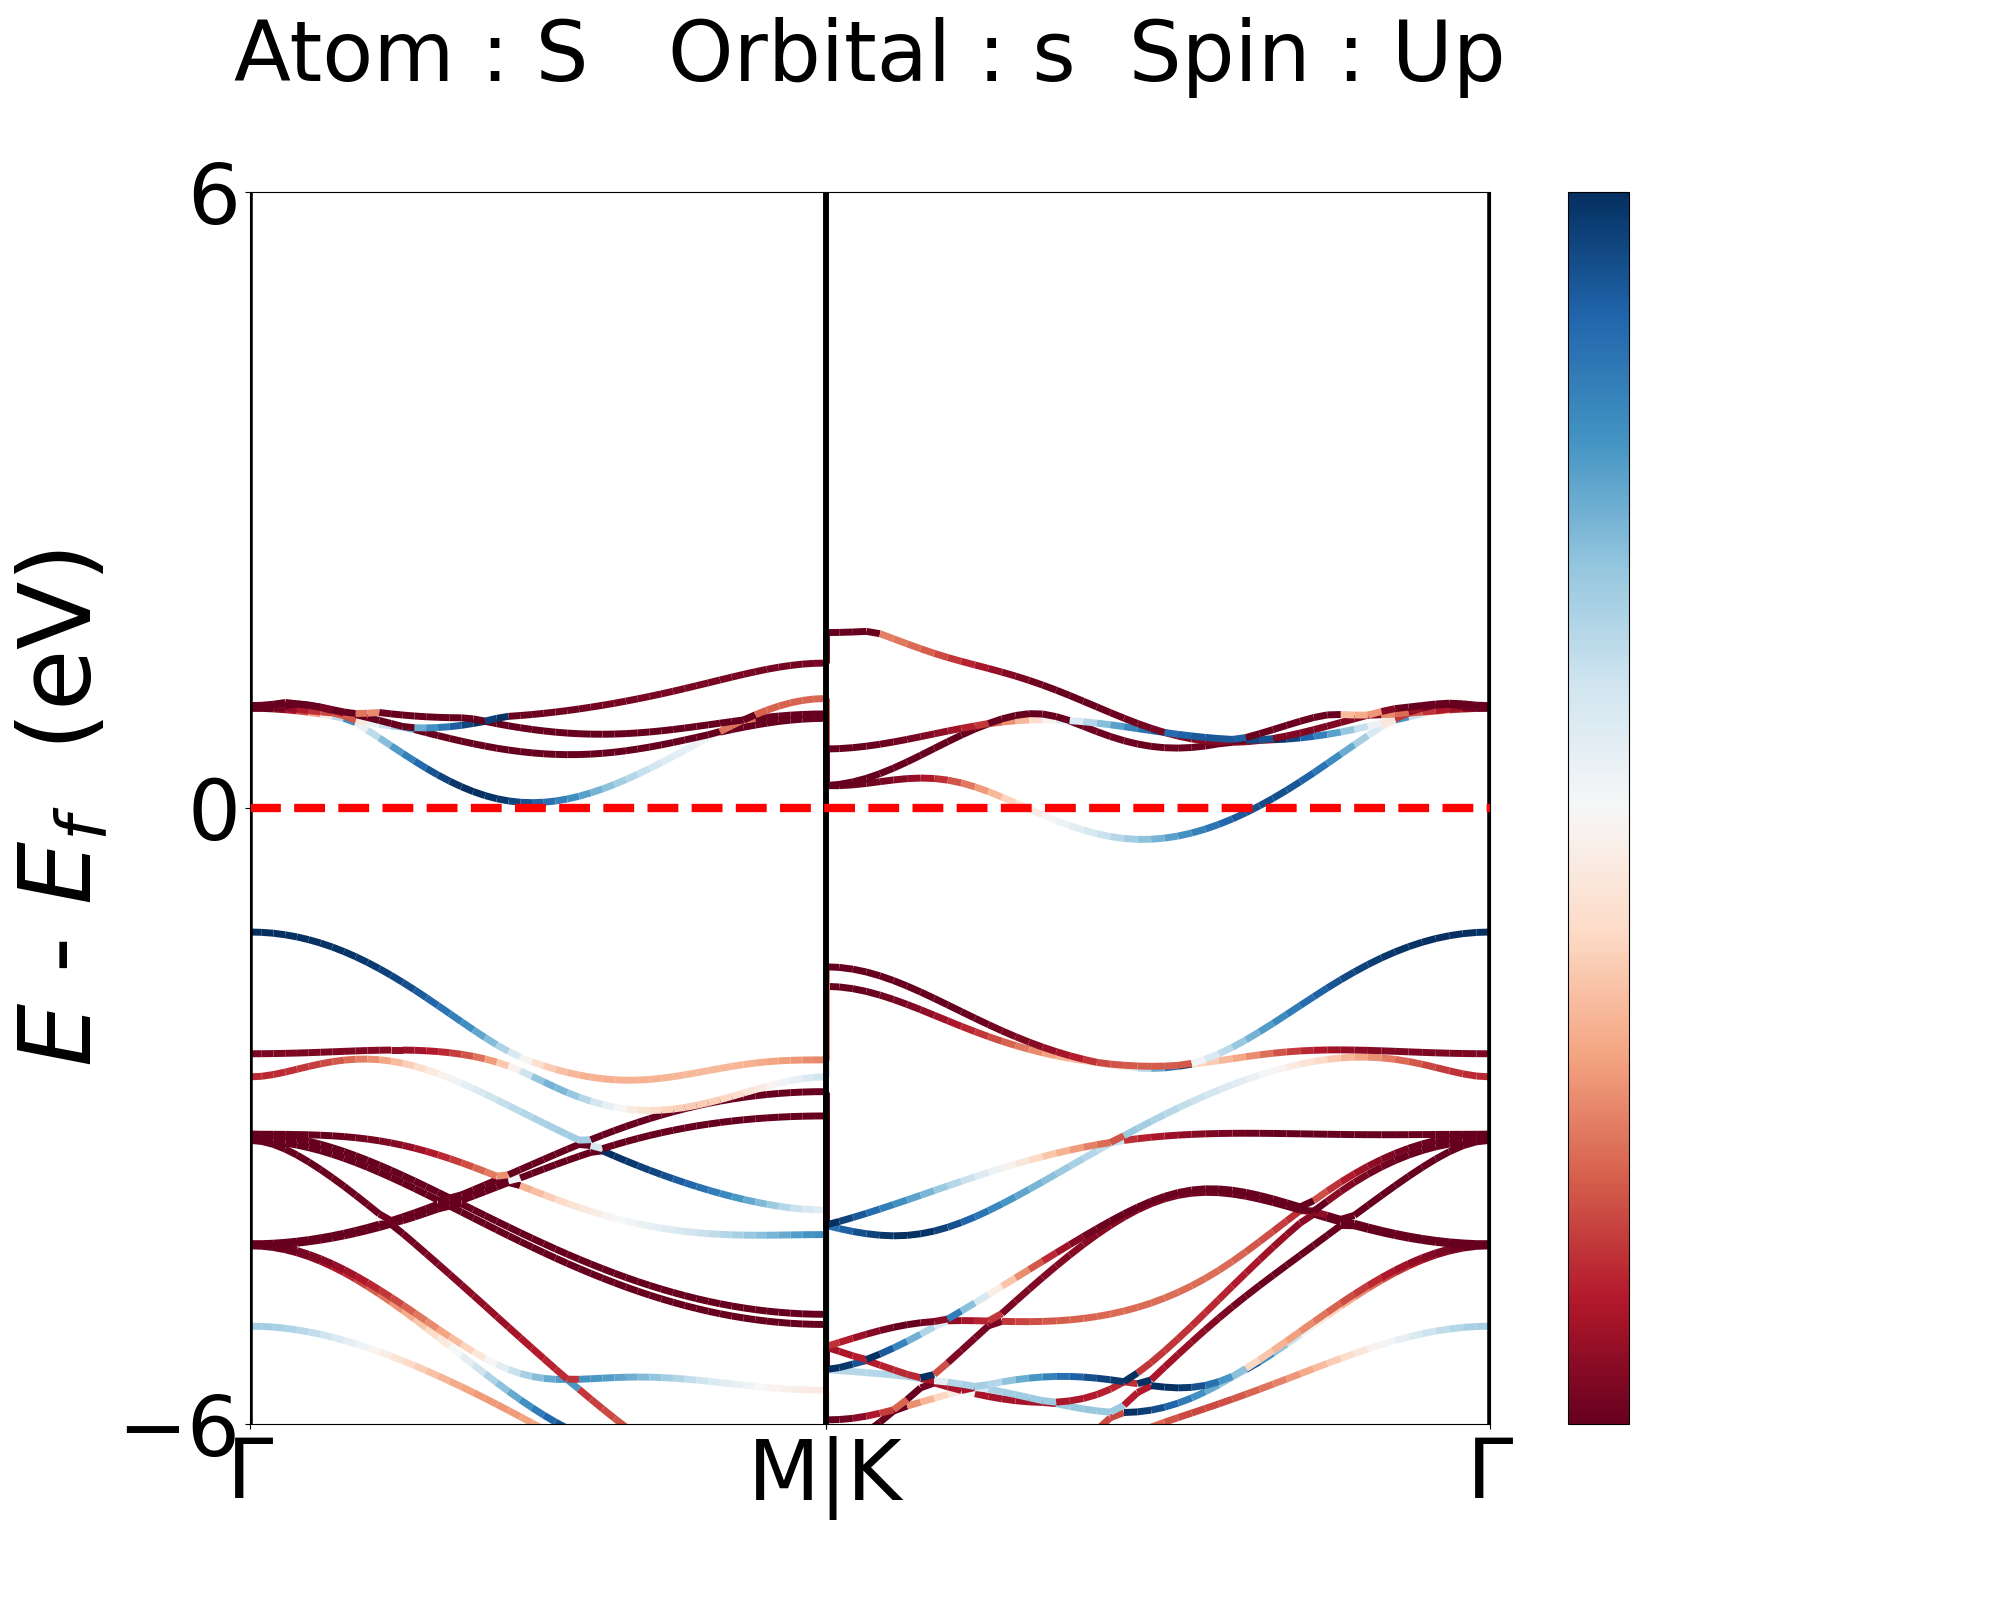 Atom : S   Orbital : s  Spin : Up
6
0
−6
E - E_f (eV)
Γ M|K Γ